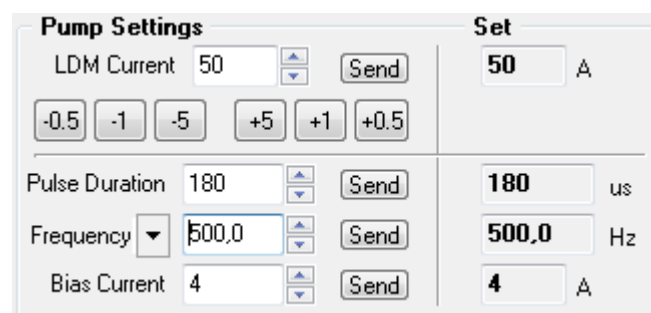 Pump Settings Set
LDM Current 50 Send 50 A
-0.5 -1 -5 +5 +1 +0.5
Pulse Duration 180 Send 180 us
Frequency 500,0 Send 500,0 Hz
Bias Current 4 Send 4 A